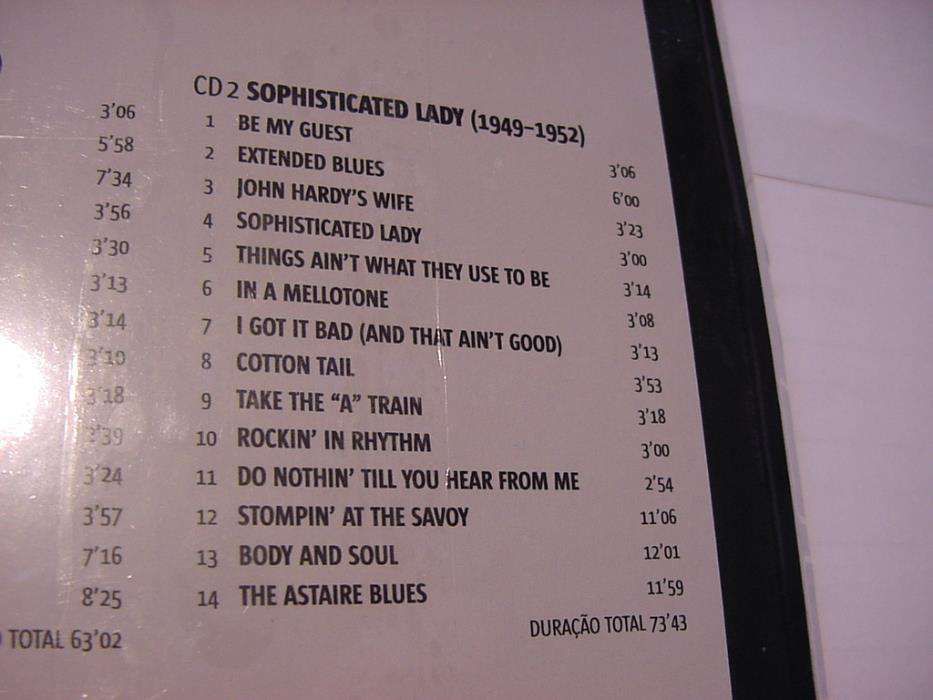 3'06
5'58
7'34
3'56
3'30
3'13
3'14
3'10
3'18
2'39
3'24
3'57
7'16
8'25
TOTAL 63'02
CD 2 SOPHISTICATED LADY (1949-1952)
1 BE MY GUEST 3'06
2 EXTENDED BLUES 6'00
3 JOHN HARDY'S WIFE 3'23
4 SOPHISTICATED LADY 3'00
5 THINGS AIN'T WHAT THEY USE TO BE 3'14
6 IN A MELLOTONE 3'08
7 I GOT IT BAD (AND THAT AIN'T GOOD) 3'13
8 COTTON TAIL 3'53
9 TAKE THE "A" TRAIN 3'18
10 ROCKIN' IN RHYTHM 3'00
11 DO NOTHIN' TILL YOU HEAR FROM ME 2'54
12 STOMPIN' AT THE SAVOY 11'06
13 BODY AND SOUL 12'01
14 THE ASTAIRE BLUES 11'59
DURAÇÃO TOTAL 73'43